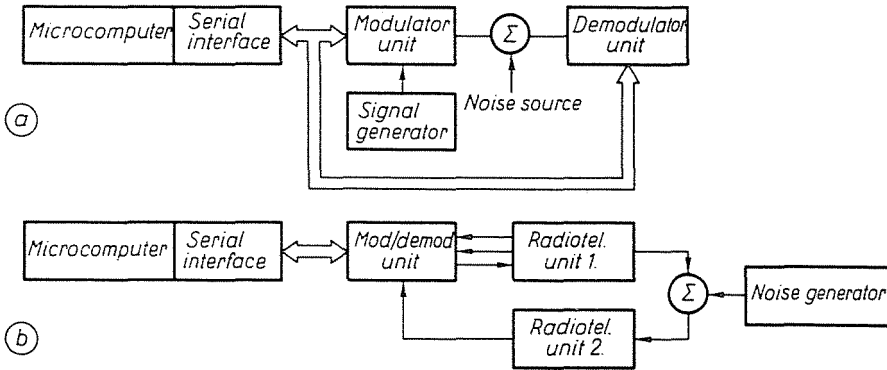 Microcomputer
Serial
interface
Modulator
unit
Σ
Demodulator
unit
Signal
generator
Noise source
a
Microcomputer
Serial
interface
Mod/demod
unit
Radiotel.
unit 1.
Σ
Noise generator
Radiotel.
unit 2.
b